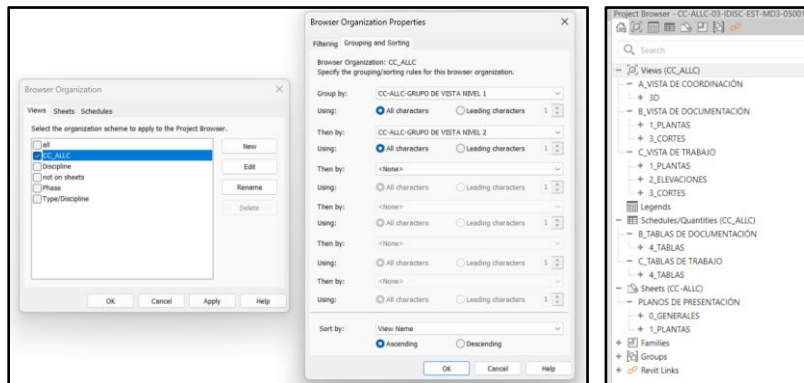 Browser Organization
Views Sheets Schedules
Select the organization scheme to apply to the Project Browser.
all
CC_ALLC
Discipline
not on sheets
Phase
Type/Discipline
New
Edit
Rename
Delete
OK Cancel Apply Help
Browser Organization Properties
Filtering Grouping and Sorting
Browser Organization: CC_ALLC
Specify the grouping/sorting rules for this browser organization.
Group by: CC-ALLC-GRUPO DE VISTA NIVEL 1
Using: All characters Leading characters 1
Then by: CC-ALLC-GRUPO DE VISTA NIVEL 2
Using: All characters Leading characters 1
Then by: <None>
Using: All characters Leading characters 1
Then by: <None>
Using: All characters Leading characters 1
Then by: <None>
Using: All characters Leading characters 1
Then by: <None>
Using: All characters Leading characters 1
Sort by: View Name
Ascending Descending
OK Cancel Help
Project Browser - CC-ALLC-03-IDISC-EST-MD3-05001
Search
Views (CC_ALLC)
A_VISTA DE COORDINACIÓN
3D
B_VISTA DE DOCUMENTACIÓN
1_PLANTAS
3_CORTES
C_VISTA DE TRABAJO
1_PLANTAS
2_ELEVACIONES
3_CORTES
Legends
Schedules/Quantities (CC_ALLC)
B_TABLAS DE DOCUMENTACIÓN
4_TABLAS
C_TABLAS DE TRABAJO
4_TABLAS
Sheets (CC-ALLC)
PLANOS DE PRESENTACIÓN
0_GENERALES
1_PLANTAS
Families
Groups
Revit Links